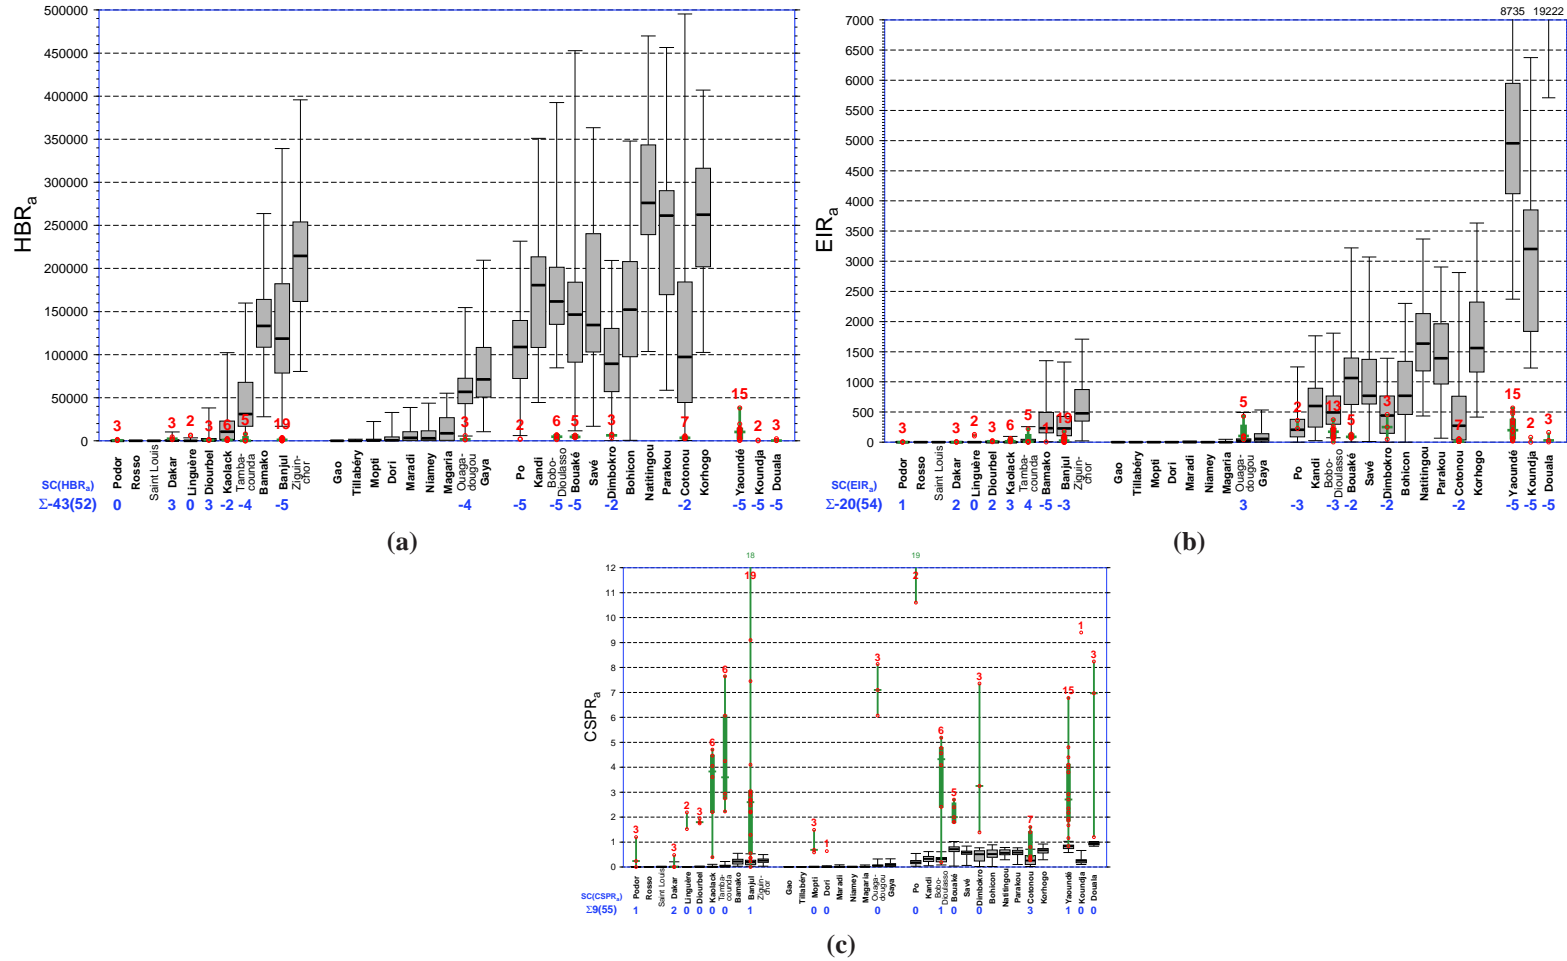 500000
450000
400000
350000
300000
250000
200000
150000
100000
50000
0
HBRa
3 3 2 3 6 5 19 3 2 6 5 3 7 15 2 3
Podor Rosso Saint Louis Dakar Linguère Diourbel Kaolack Tamba-counda Bamako Banjul Ziguin-chor Gao Tillabéry Mopti Dori Maradi Niamey Magaria Ouaga-dougou Gaya Po Kandi Bobo-Dioulasso Bouaké Savé Dimbokro Bohicon Natitingou Parakou Cotonou Korhogo Yaoundé Koundja Douala
SC(HBRa)
Σ-43(52) 0 3 0 3 -2 -4 -5 -4 -5 -5 -5 -2 -2 -5 -5 -5
(a)
8735 19222
7000
6500
6000
5500
5000
4500
4000
3500
3000
2500
2000
1500
1000
500
0
EIRa
3 3 2 3 6 5 1 19 5 2 13 5 3 7 15 2 3
Podor Rosso Saint Louis Dakar Linguère Diourbel Kaolack Tamba-counda Bamako Banjul Ziguin-chor Gao Tillabéry Mopti Dori Maradi Niamey Magaria Ouaga-dougou Gaya Po Kandi Bobo-Dioulasso Bouaké Savé Dimbokro Bohicon Natitingou Parakou Cotonou Korhogo Yaoundé Koundja Douala
SC(EIRa)
Σ-20(54) 1 2 0 2 3 4 -5 -3 3 -3 -3 -2 -2 -2 -5 -5 -5
(b)
18 19
12
11
10
9
8
7
6
5
4
3
2
1
0
CSPRa
3 3 2 3 6 6 19 3 1 3 2 6 5 3 7 15 1 3
Podor Rosso Saint Louis Dakar Linguère Diourbel Kaolack Tamba-counda Bamako Banjul Ziguin-chor Gao Tillabéry Mopti Dori Maradi Niamey Magaria Ouaga-dougou Gaya Po Kandi Bobo-Dioulasso Bouaké Savé Dimbokro Bohicon Natitingou Parakou Cotonou Korhogo Yaoundé Koundja Douala
SC(CSPRa)
Σ9(55) 1 2 0 0 0 0 1 0 0 0 0 1 0 0 3 1 0 0
(c)